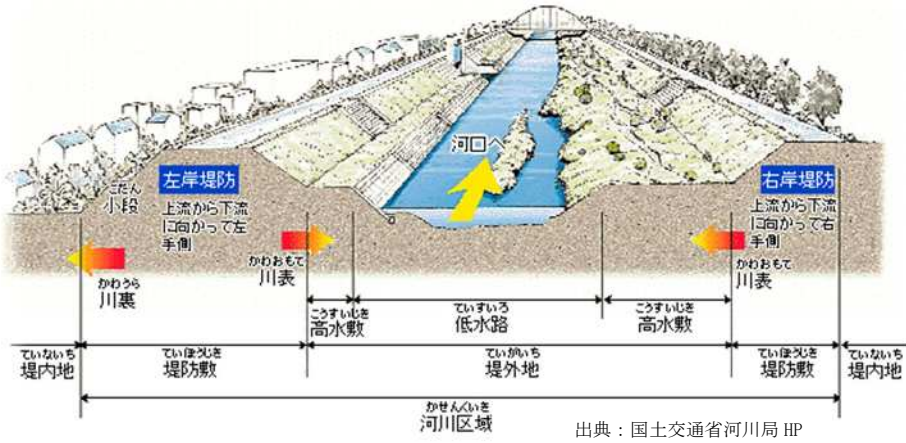 河口へ
こだん
小段
左岸堤防
上流から下流
に向かって左
手側
右岸堤防
上流から下流
に向かって右
手側
かわうら
川裏
かわおもて
川表
かわおもて
川表
こうすいじき
高水敷
ていすいろ
低水路
こうすいじき
高水敷
ていないち
堤内地
ていぼうじき
堤防敷
ていがいち
堤外地
ていぼうじき
堤防敷
ていないち
堤内地
かせんくいき
河川区域
出典：国土交通省河川局 HP